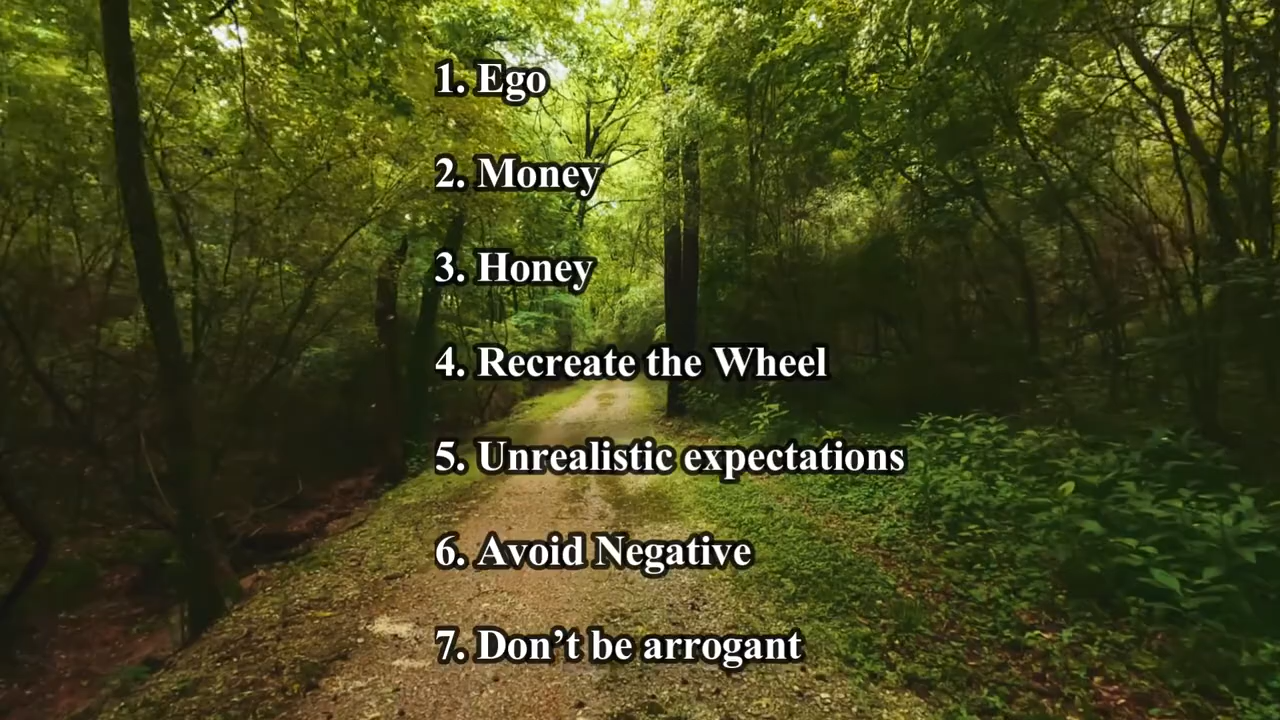 1. Ego
2. Money
3. Honey
4. Recreate the Wheel
5. Unrealistic expectations
6. Avoid Negative
7. Don’t be arrogant